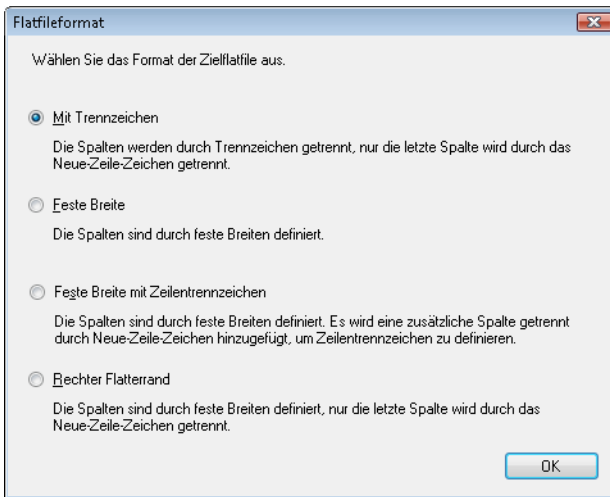 Flatfileformat
Wählen Sie das Format der Zielflatfile aus.
Mit Trennzeichen
Die Spalten werden durch Trennzeichen getrennt, nur die letzte Spalte wird durch das
Neue-Zeile-Zeichen getrennt.
Feste Breite
Die Spalten sind durch feste Breiten definiert.
Feste Breite mit Zeilentrennzeichen
Die Spalten sind durch feste Breiten definiert. Es wird eine zusätzliche Spalte getrennt
durch Neue-Zeile-Zeichen hinzugefügt, um Zeilentrennzeichen zu definieren.
Rechter Flatterrand
Die Spalten sind durch feste Breiten definiert, nur die letzte Spalte wird durch das
Neue-Zeile-Zeichen getrennt.
OK